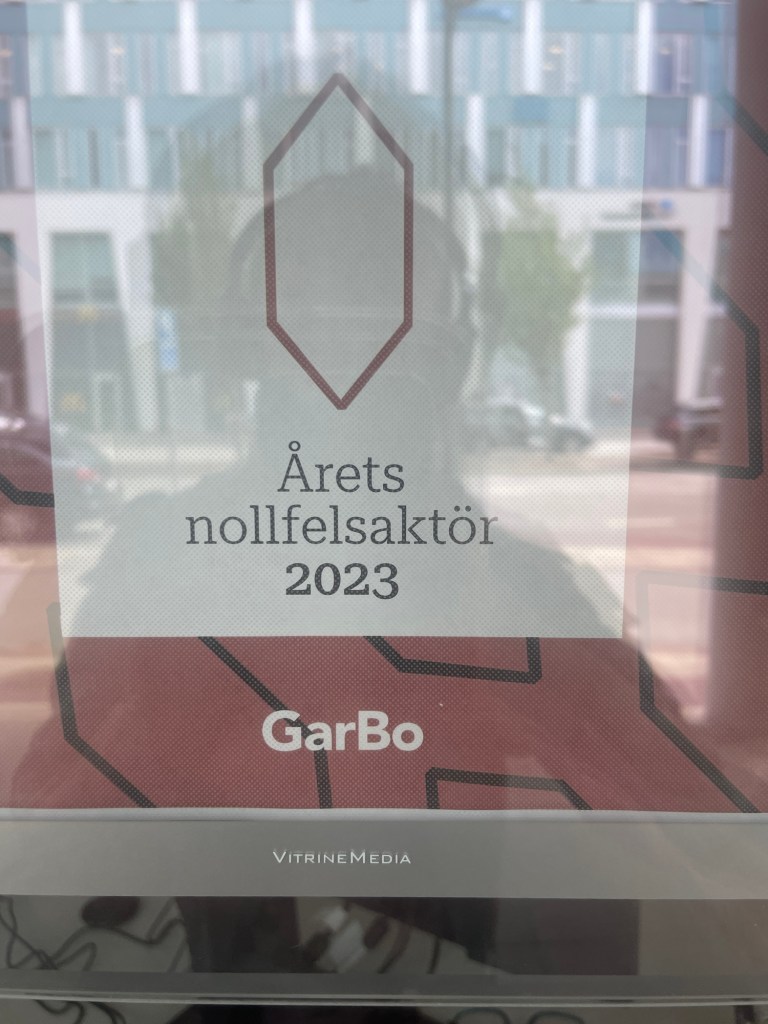 Årets
nollfelsaktör
2023
GarBo
VITRINEMEDIA